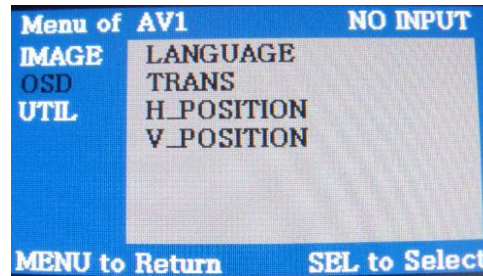 Menu of AV1 NO INPUT
IMAGE LANGUAGE
OSD TRANS
UTIL H_POSITION
V_POSITION
MENU to Return SEL to Select